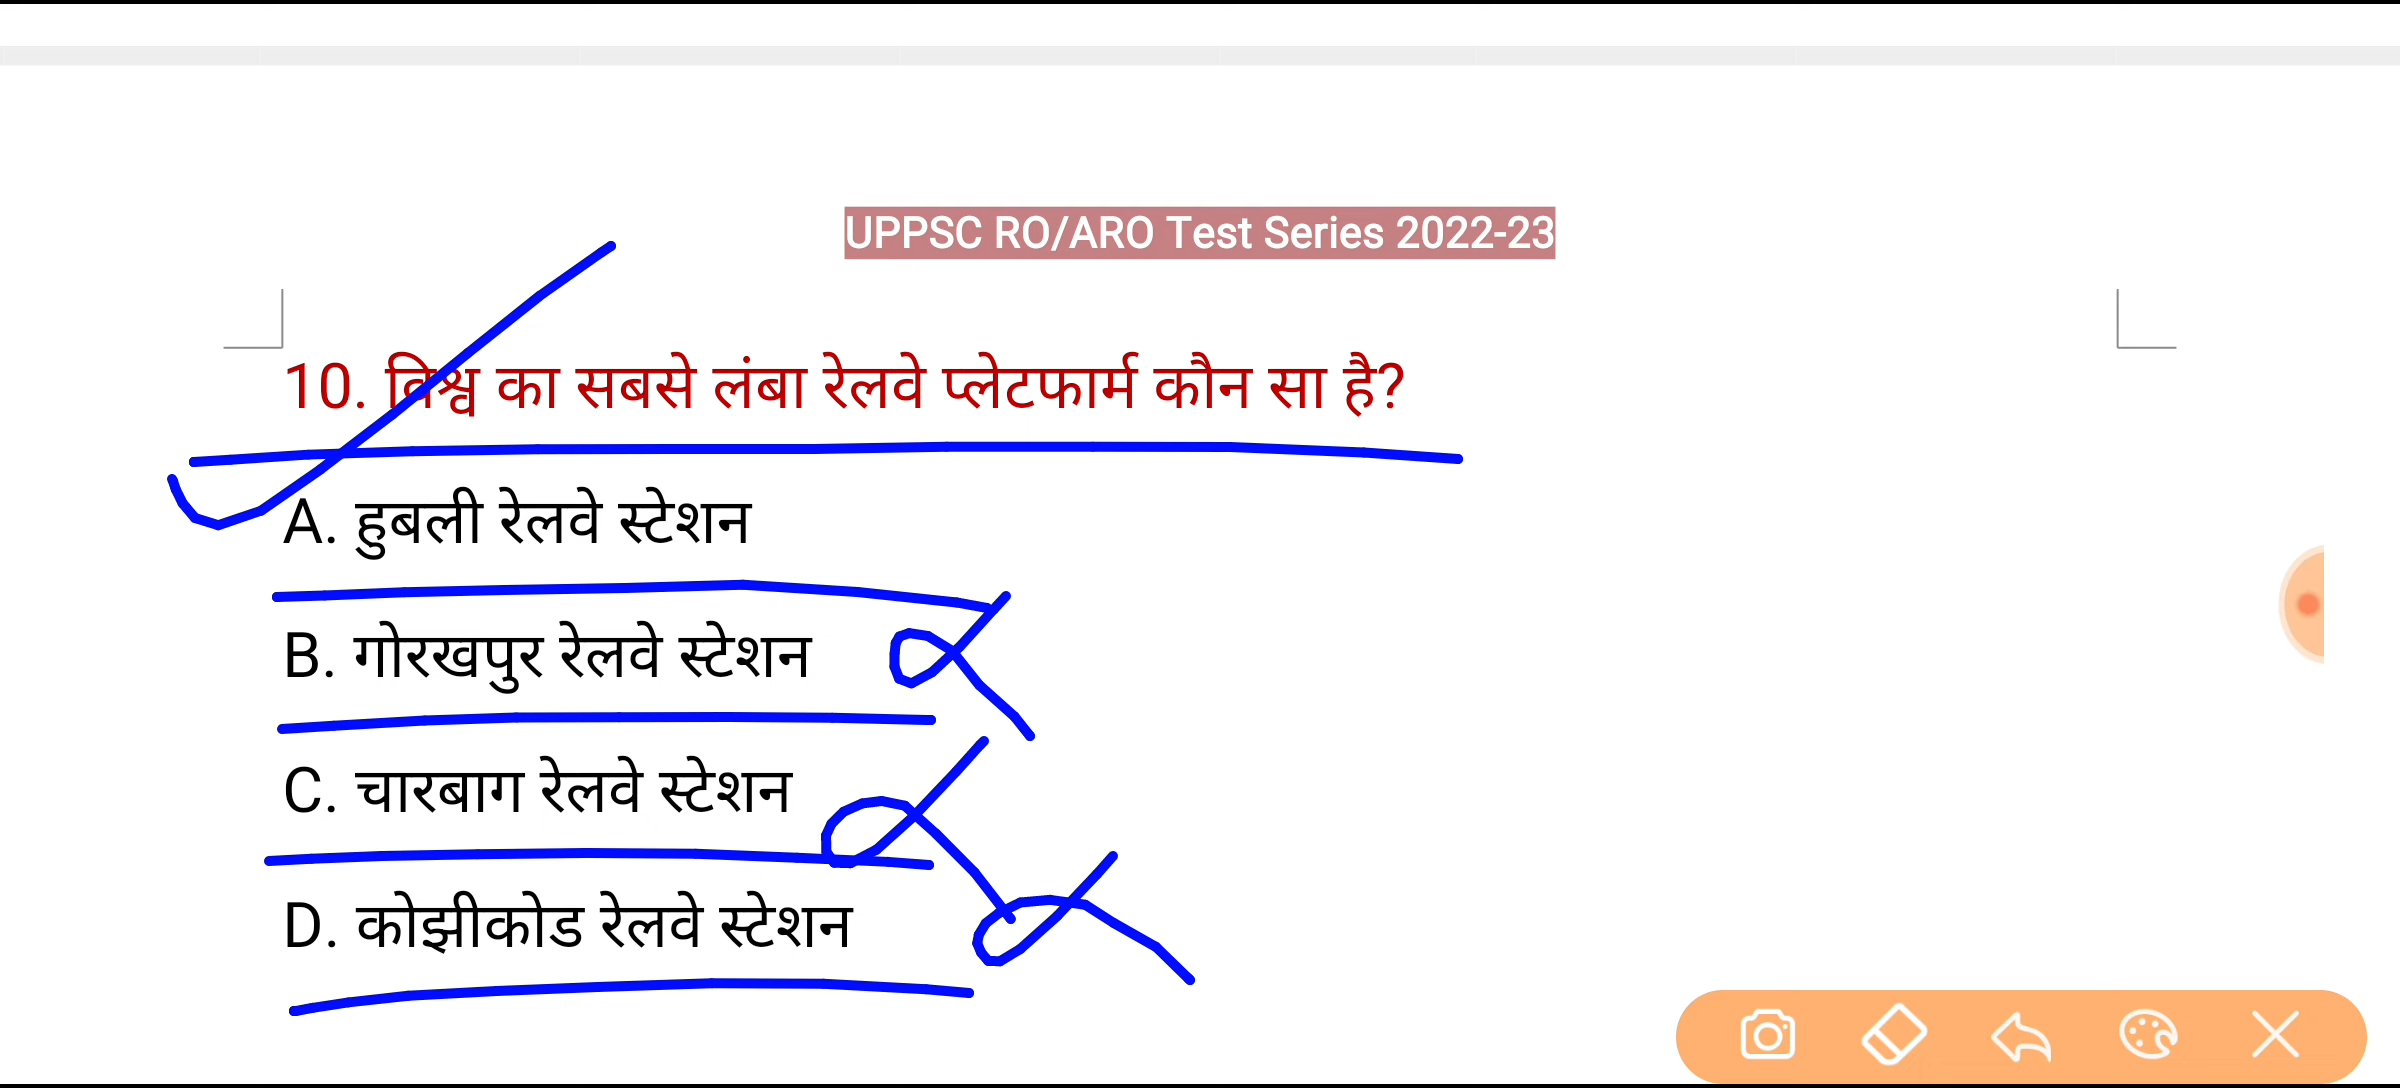 UPPSC RO/ARO Test Series 2022-23
10. विश्व का सबसे लंबा रेलवे प्लेटफार्म कौन सा है?
A. हुबली रेलवे स्टेशन
B. गोरखपुर रेलवे स्टेशन
C. चारबाग रेलवे स्टेशन
D. कोझीकोड रेलवे स्टेशन